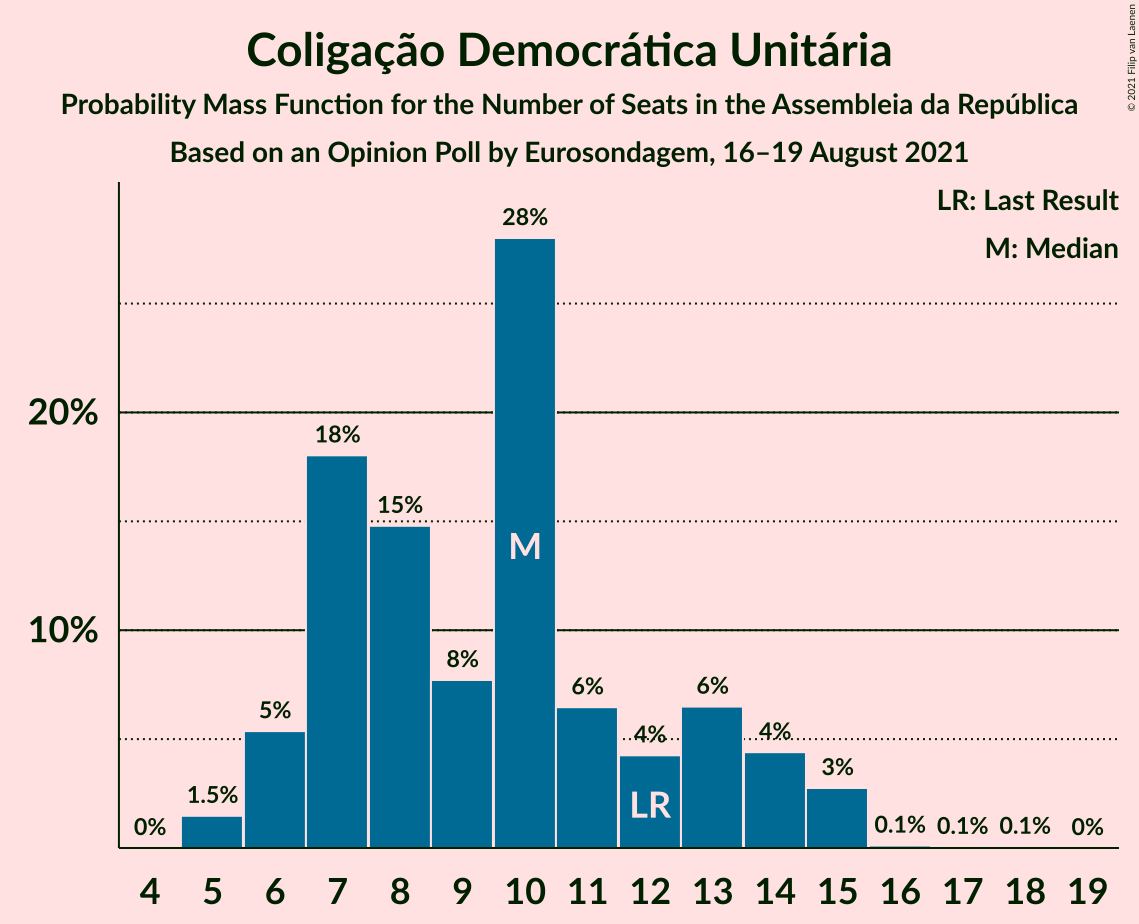 Coligação Democrática Unitária
Probability Mass Function for the Number of Seats in the Assembleia da República
Based on an Opinion Poll by Eurosondagem, 16–19 August 2021
© 2021 Filip van Laenen
LR: Last Result
M: Median
20%
10%
0%
1.5%
5%
18%
15%
8%
28%
6%
4%
6%
4%
3%
0.1%
0.1%
0.1%
0%
M
LR
4 5 6 7 8 9 10 11 12 13 14 15 16 17 18 19